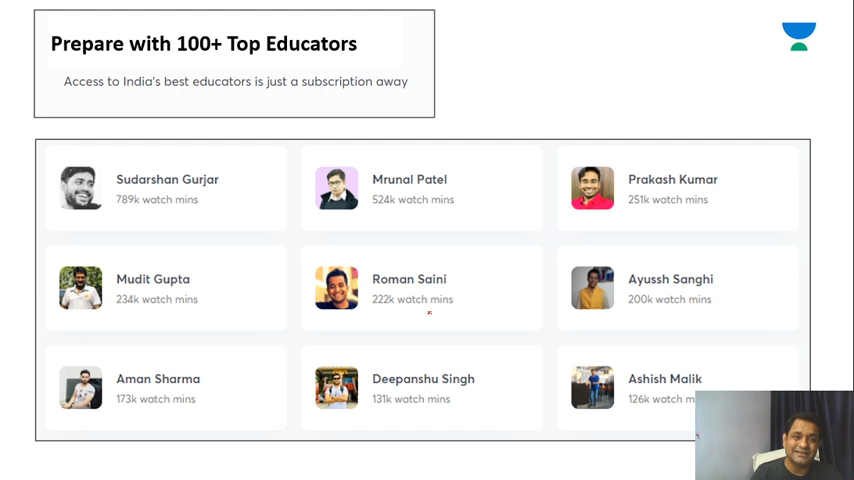 Prepare with 100+ Top Educators
Access to India's best educators is just a subscription away
Sudarshan Gurjar
789k watch mins
Mrunal Patel
524k watch mins
Prakash Kumar
251k watch mins
Mudit Gupta
234k watch mins
Roman Saini
222k watch mins
Ayussh Sanghi
200k watch mins
Aman Sharma
173k watch mins
Deepanshu Singh
131k watch mins
Ashish Malik
126k watch m